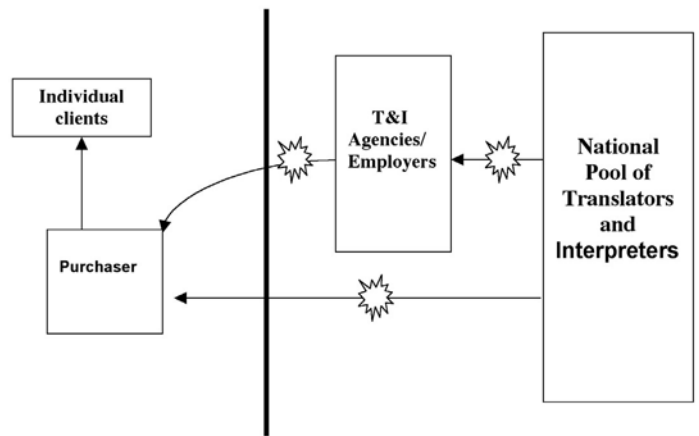 Individual
clients
T&I
Agencies/
Employers
National
Pool of
Translators
and
Interpreters
Purchaser